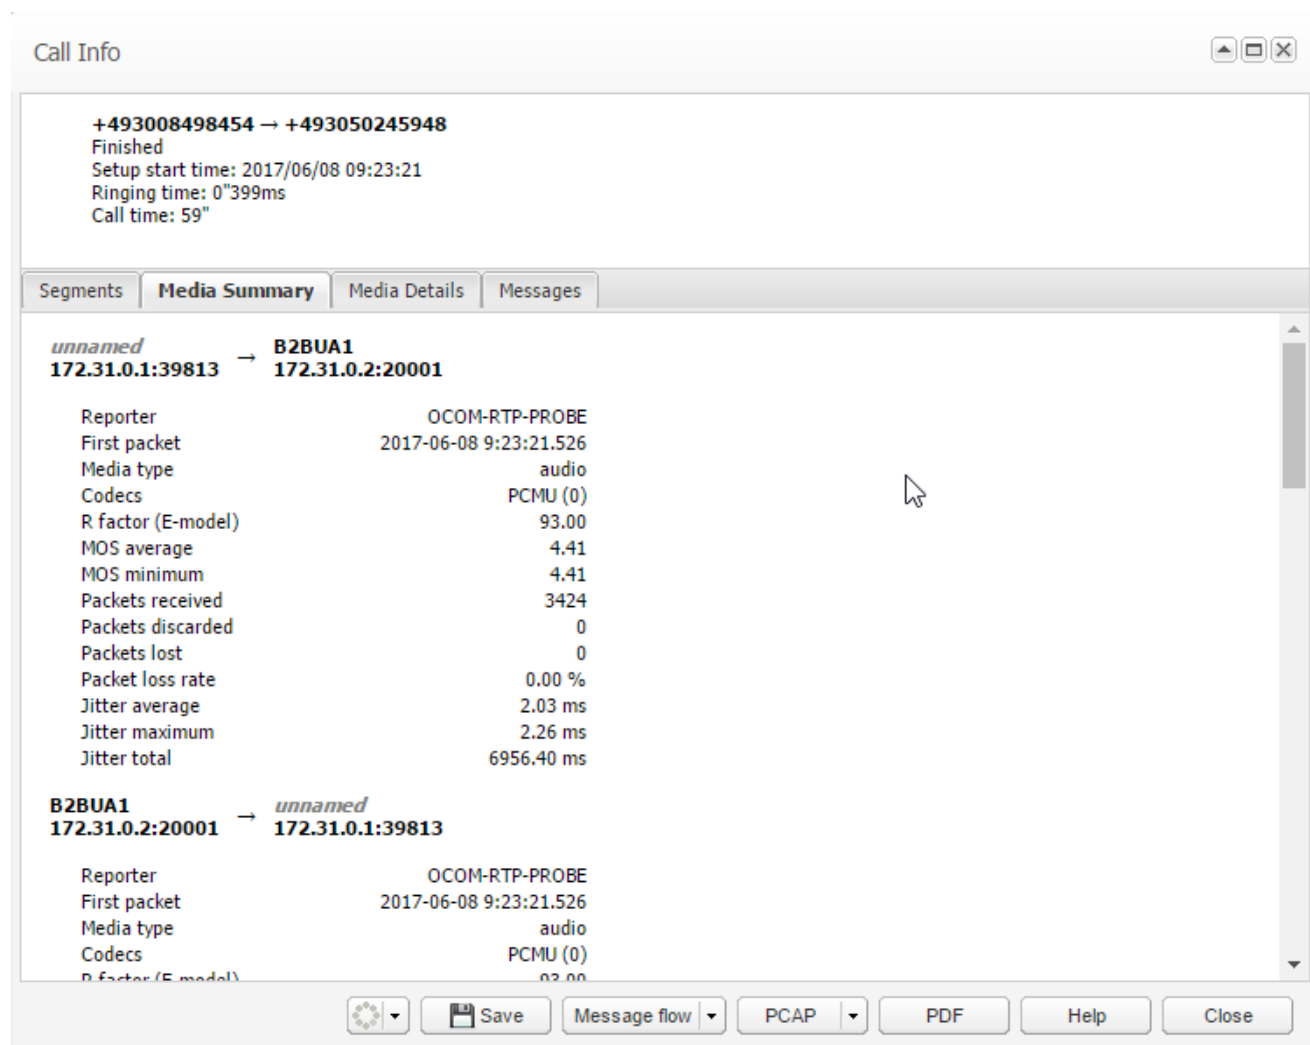 Call Info
+493008498454 → +493050245948
Finished
Setup start time: 2017/06/08 09:23:21
Ringing time: 0"399ms
Call time: 59"
Segments Media Summary Media Details Messages
unnamed → B2BUA1
172.31.0.1:39813 172.31.0.2:20001
Reporter OCOM-RTP-PROBE
First packet 2017-06-08 9:23:21.526
Media type audio
Codecs PCMU (0)
R factor (E-model) 93.00
MOS average 4.41
MOS minimum 4.41
Packets received 3424
Packets discarded 0
Packets lost 0
Packet loss rate 0.00 %
Jitter average 2.03 ms
Jitter maximum 2.26 ms
Jitter total 6956.40 ms
B2BUA1 → unnamed
172.31.0.2:20001 172.31.0.1:39813
Reporter OCOM-RTP-PROBE
First packet 2017-06-08 9:23:21.526
Media type audio
Codecs PCMU (0)
R factor (E-model) 93.00
Save Message flow PCAP PDF Help Close